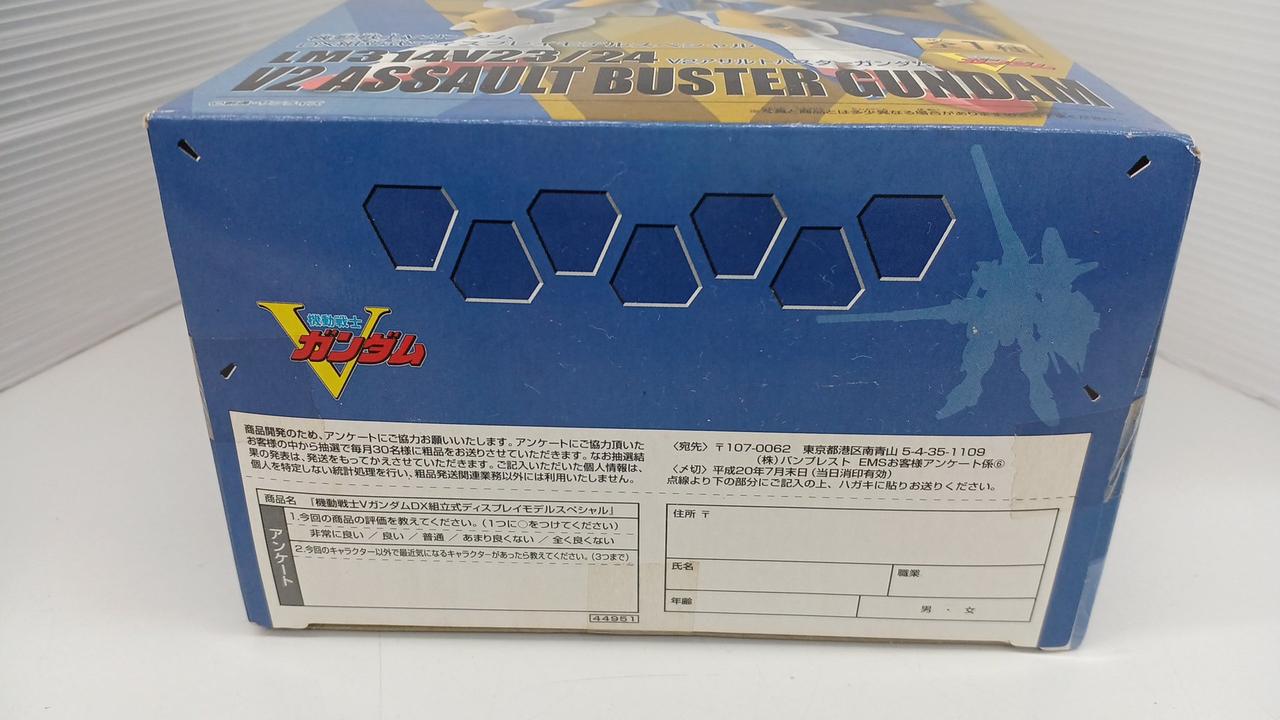 全1種
LM314V23/24 V2アサルトバスターガンダム
V2 ASSAULT BUSTER GUNDAM
機動戦士
Vガンダム
商品開発のため、アンケートにご協力お願いいたします。アンケートにご協力頂いた
お客様の中から抽選で毎月30名様に粗品をお送りさせていただきます。なお抽選結
果の発表は、発送をもってかえさせていただきます。ご記入いただいた個人情報は、
個人を特定しない統計処理を行い、粗品発送関連業務以外には利用いたしません。
〈宛先〉〒107-0062 東京都港区南青山 5-4-35-1109
(株)バンプレスト EMSお客様アンケート係⑥
〈〆切〉平成20年7月末日(当日消印有効)
点線より下の部分にご記入の上、ハガキに貼りお送りください。
商品名 「機動戦士VガンダムDX組立式ディスプレイモデルスペシャル」
アンケート
1.今回の商品の評価を教えてください。(1つに○をつけてください)
非常に良い / 良い / 普通 / あまり良くない / 全く良くない
2.今回のキャラクター以外で最近気になるキャラクターがあったら教えてください。(3つまで)
44951
住所 〒
氏名
職業
年齢
男 ・ 女